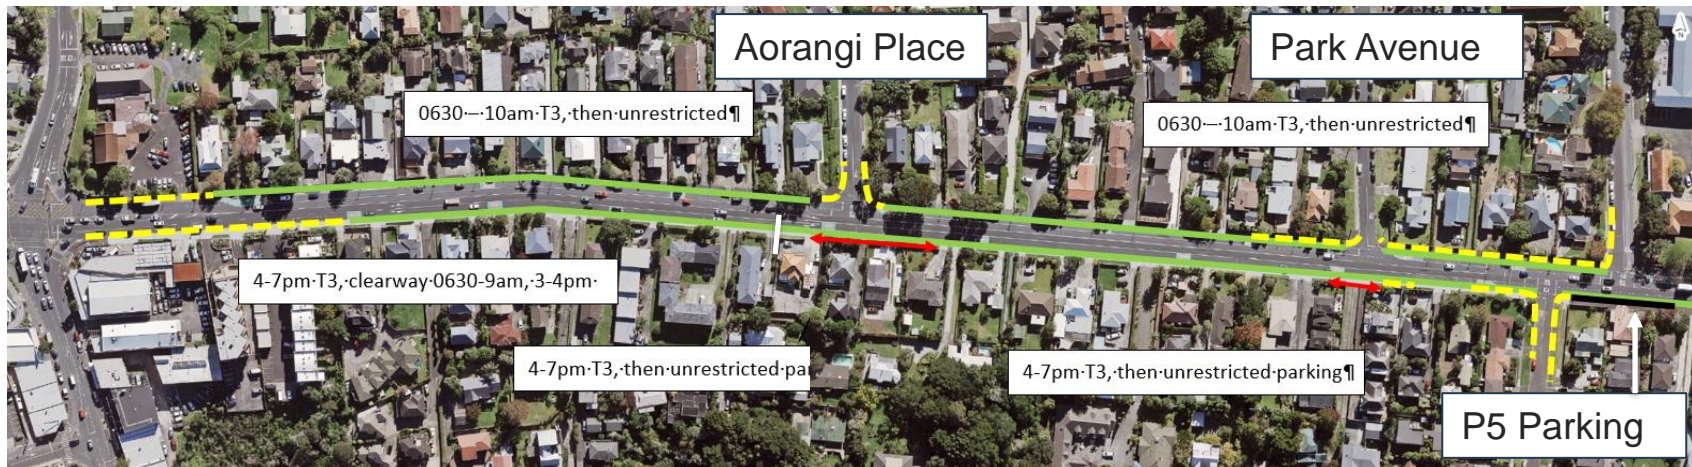 Aorangi Place
Park Avenue
0630·–·10am·T3,·then·unrestricted¶
0630·–·10am·T3,·then·unrestricted¶
4-7pm·T3,·clearway·0630-9am,·3-4pm·
4-7pm·T3,·then·unrestricted·par
4-7pm·T3,·then·unrestricted·parking¶
P5 Parking
N